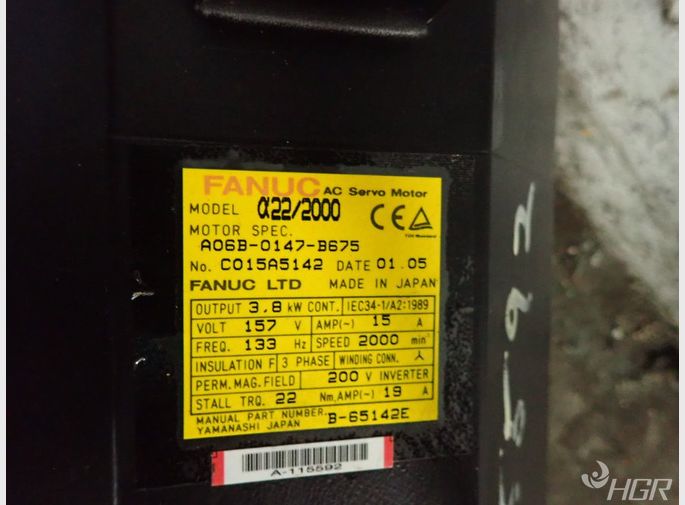 FANUC AC Servo Motor
MODEL α22/2000
MOTOR SPEC.
A06B-0147-B675
No. C015A5142 DATE 01.05
FANUC LTD MADE IN JAPAN
OUTPUT 3.8 kW CONT. IEC34-1/A2:1989
VOLT 157 V AMP(~) 15 A
FREQ. 133 Hz SPEED 2000 min⁻¹
INSULATION F 3 PHASE WINDING CONN. 人
PERM. MAG. FIELD 200 V INVERTER
STALL TRQ. 22 Nm, AMP(~) 19 A
MANUAL PART NUMBER. B-65142E
YAMANASHI JAPAN
A-115592
HGR